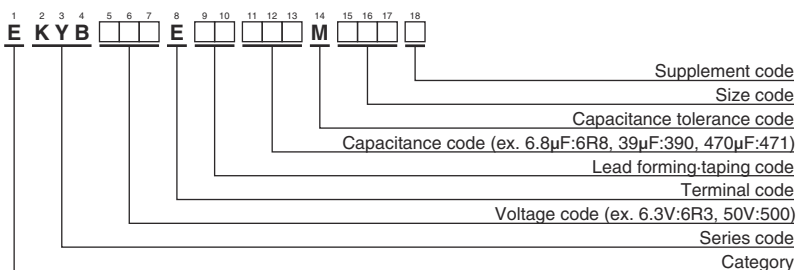 1 2 3 4 5 6 7 8 9 10 11 12 13 14 15 16 17 18
E KYB E M
Supplement code
Size code
Capacitance tolerance code
Capacitance code (ex. 6.8μF:6R8, 39μF:390, 470μF:471)
Lead forming·taping code
Terminal code
Voltage code (ex. 6.3V:6R3, 50V:500)
Series code
Category